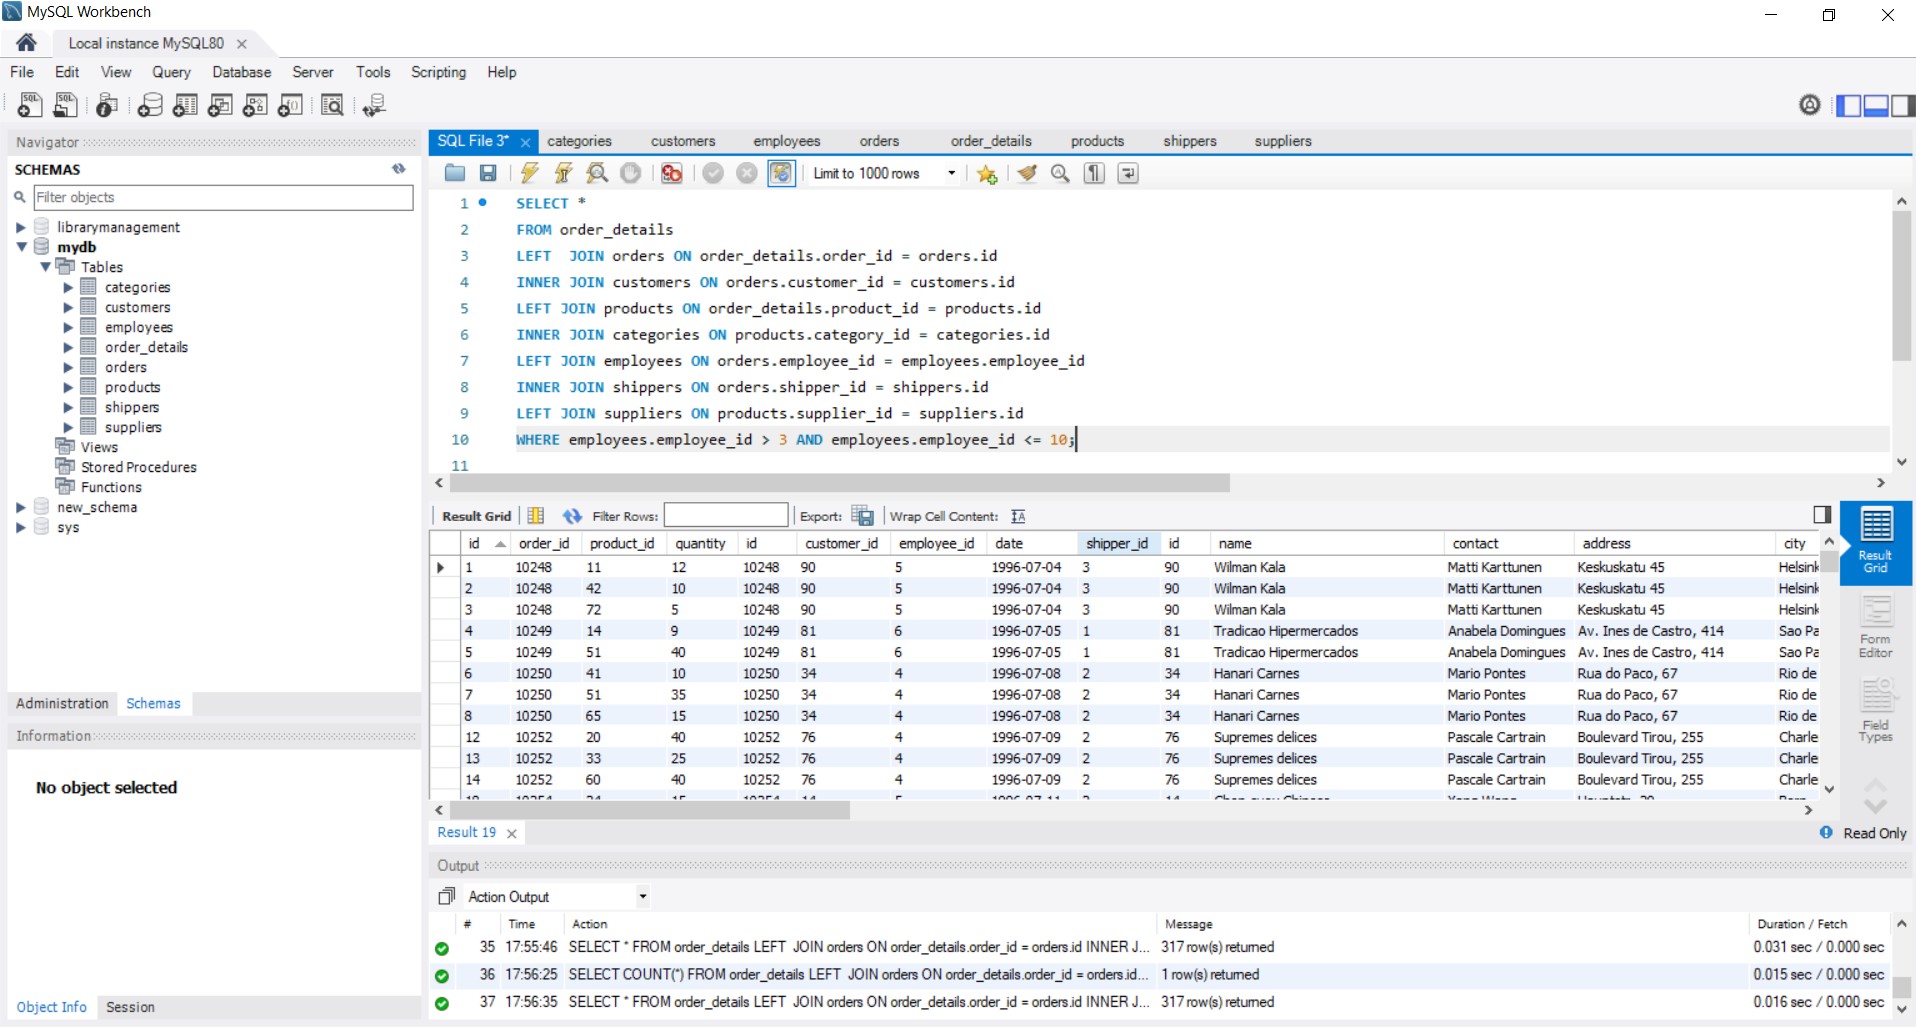 MySQL Workbench
Local instance MySQL80
File Edit View Query Database Server Tools Scripting Help
Navigator
SCHEMAS
Filter objects
librarymanagement
mydb
Tables
categories
customers
employees
order_details
orders
products
shippers
suppliers
Views
Stored Procedures
Functions
new_schema
sys
Administration Schemas
Information
No object selected
Object Info Session
SQL File 3* categories customers employees orders order_details products shippers suppliers
Limit to 1000 rows
1 SELECT *
2 FROM order_details
3 LEFT  JOIN orders ON order_details.order_id = orders.id
4 INNER JOIN customers ON orders.customer_id = customers.id
5 LEFT JOIN products ON order_details.product_id = products.id
6 INNER JOIN categories ON products.category_id = categories.id
7 LEFT JOIN employees ON orders.employee_id = employees.employee_id
8 INNER JOIN shippers ON orders.shipper_id = shippers.id
9 LEFT JOIN suppliers ON products.supplier_id = suppliers.id
10 WHERE employees.employee_id > 3 AND employees.employee_id <= 10;
11
Result Grid Filter Rows: Export: Wrap Cell Content:
id order_id product_id quantity id customer_id employee_id date shipper_id id name contact address city
1 10248 11 12 10248 90 5 1996-07-04 3 90 Wilman Kala Matti Karttunen Keskuskatu 45 Helsink
2 10248 42 10 10248 90 5 1996-07-04 3 90 Wilman Kala Matti Karttunen Keskuskatu 45 Helsink
3 10248 72 5 10248 90 5 1996-07-04 3 90 Wilman Kala Matti Karttunen Keskuskatu 45 Helsink
4 10249 14 9 10249 81 6 1996-07-05 1 81 Tradicao Hipermercados Anabela Domingues Av. Ines de Castro, 414 Sao Pa
5 10249 51 40 10249 81 6 1996-07-05 1 81 Tradicao Hipermercados Anabela Domingues Av. Ines de Castro, 414 Sao Pa
6 10250 41 10 10250 34 4 1996-07-08 2 34 Hanari Carnes Mario Pontes Rua do Paco, 67 Rio de
7 10250 51 35 10250 34 4 1996-07-08 2 34 Hanari Carnes Mario Pontes Rua do Paco, 67 Rio de
8 10250 65 15 10250 34 4 1996-07-08 2 34 Hanari Carnes Mario Pontes Rua do Paco, 67 Rio de
12 10252 20 40 10252 76 4 1996-07-09 2 76 Supremes delices Pascale Cartrain Boulevard Tirou, 255 Charle
13 10252 33 25 10252 76 4 1996-07-09 2 76 Supremes delices Pascale Cartrain Boulevard Tirou, 255 Charle
14 10252 60 40 10252 76 4 1996-07-09 2 76 Supremes delices Pascale Cartrain Boulevard Tirou, 255 Charle
Result
Grid
Form
Editor
Field
Types
Result 19
Read Only
Output
Action Output
# Time Action Message Duration / Fetch
35 17:55:46 SELECT * FROM order_details LEFT  JOIN orders ON order_details.order_id = orders.id INNER J... 317 row(s) returned 0.031 sec / 0.000 sec
36 17:56:25 SELECT COUNT(*) FROM order_details LEFT  JOIN orders ON order_details.order_id = orders.id... 1 row(s) returned 0.015 sec / 0.000 sec
37 17:56:35 SELECT * FROM order_details LEFT  JOIN orders ON order_details.order_id = orders.id INNER J... 317 row(s) returned 0.016 sec / 0.000 sec